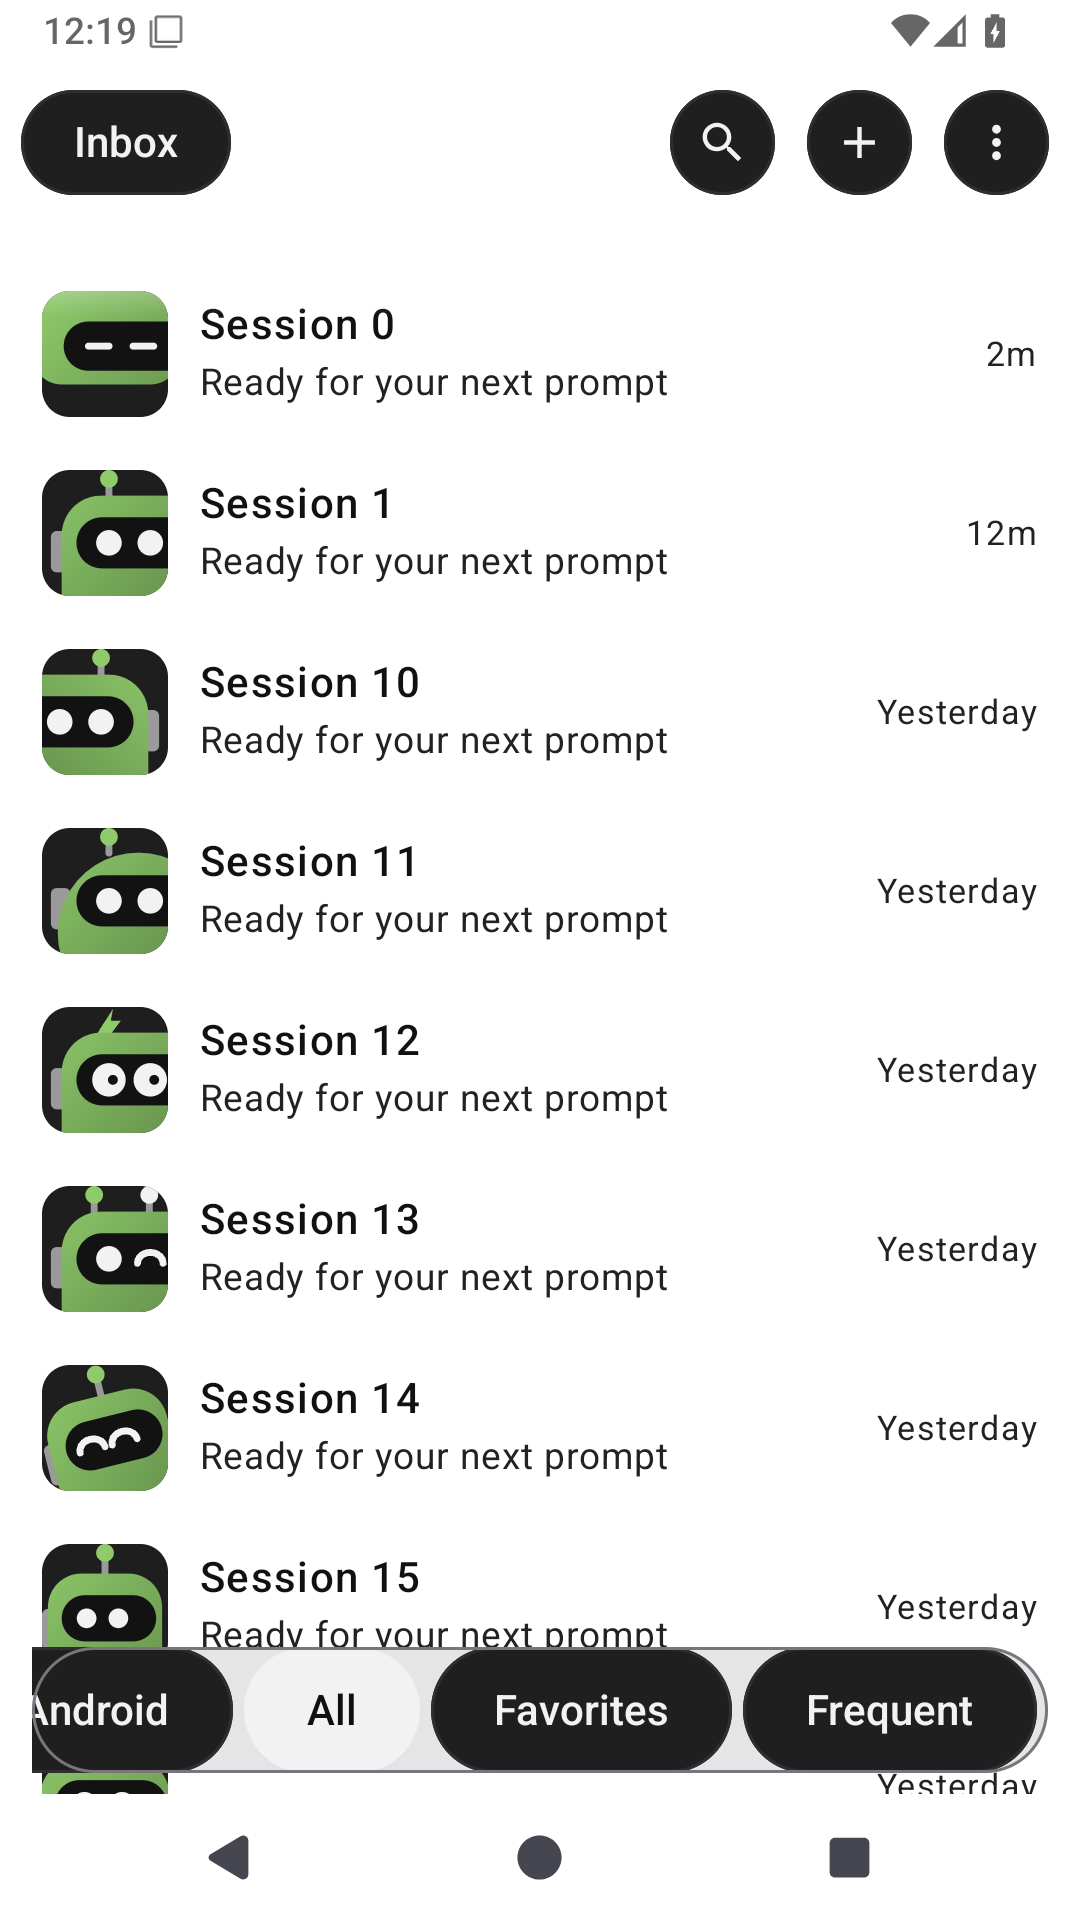 12:19
Inbox
Session 0
Ready for your next prompt
2m
Session 1
Ready for your next prompt
12m
Session 10
Ready for your next prompt
Yesterday
Session 11
Ready for your next prompt
Yesterday
Session 12
Ready for your next prompt
Yesterday
Session 13
Ready for your next prompt
Yesterday
Session 14
Ready for your next prompt
Yesterday
Session 15
Ready for your next prompt
Yesterday
Android
All
Favorites
Frequent
Yesterday